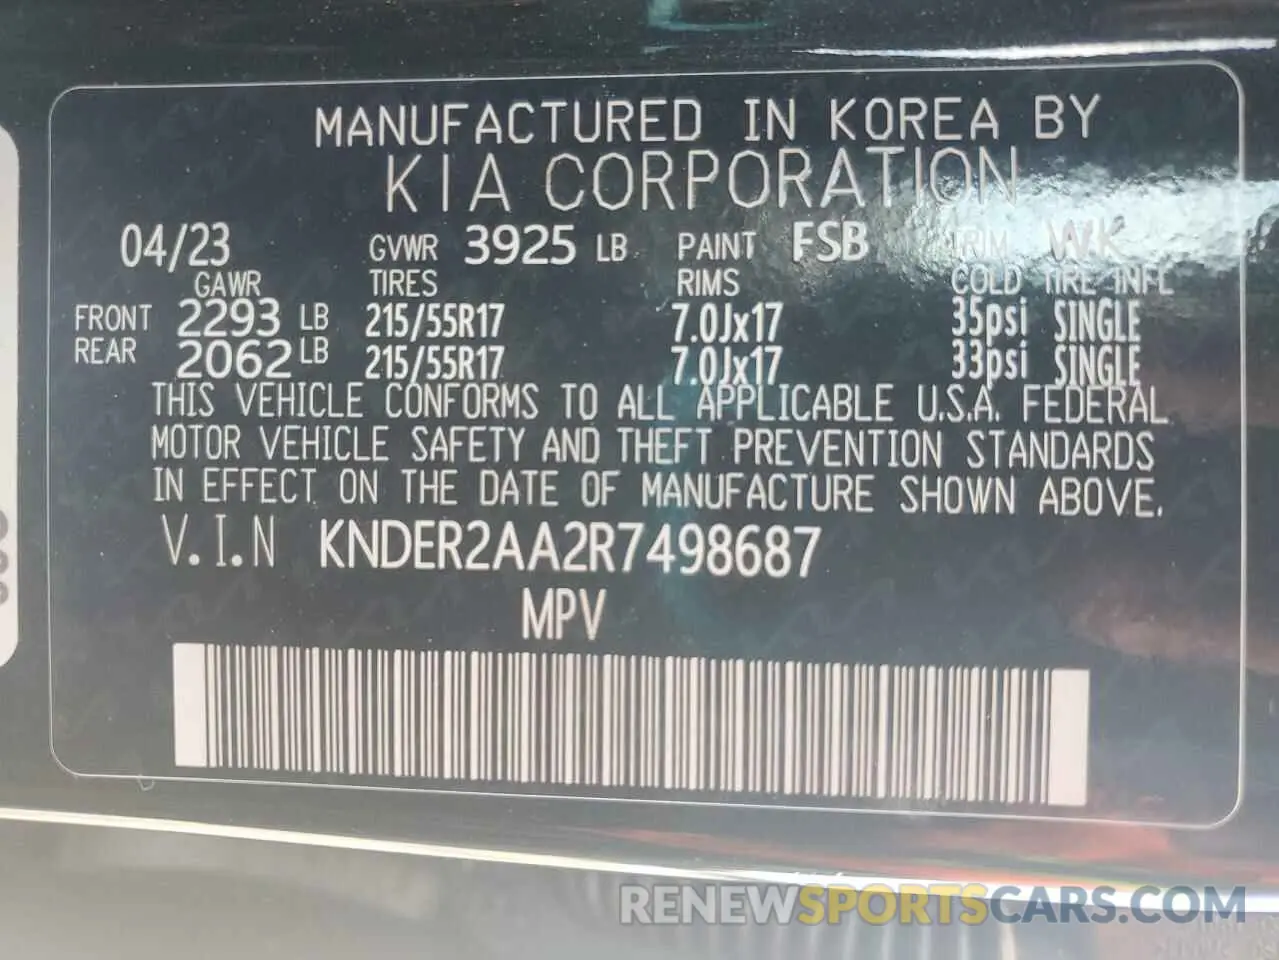 MANUFACTURED IN KOREA BY
KIA CORPORATION
04/23 GVWR 3925 LB PAINT FSB TRIM WK
GAWR TIRES RIMS COLD TIRE INFL
FRONT 2293 LB 215/55R17 7.0Jx17 35psi SINGLE
REAR 2062 LB 215/55R17 7.0Jx17 33psi SINGLE
THIS VEHICLE CONFORMS TO ALL APPLICABLE U.S.A. FEDERAL
MOTOR VEHICLE SAFETY AND THEFT PREVENTION STANDARDS
IN EFFECT ON THE DATE OF MANUFACTURE SHOWN ABOVE.
V.I.N KNDER2AA2R7498687
MPV
RENEWSPORTSCARS.COM